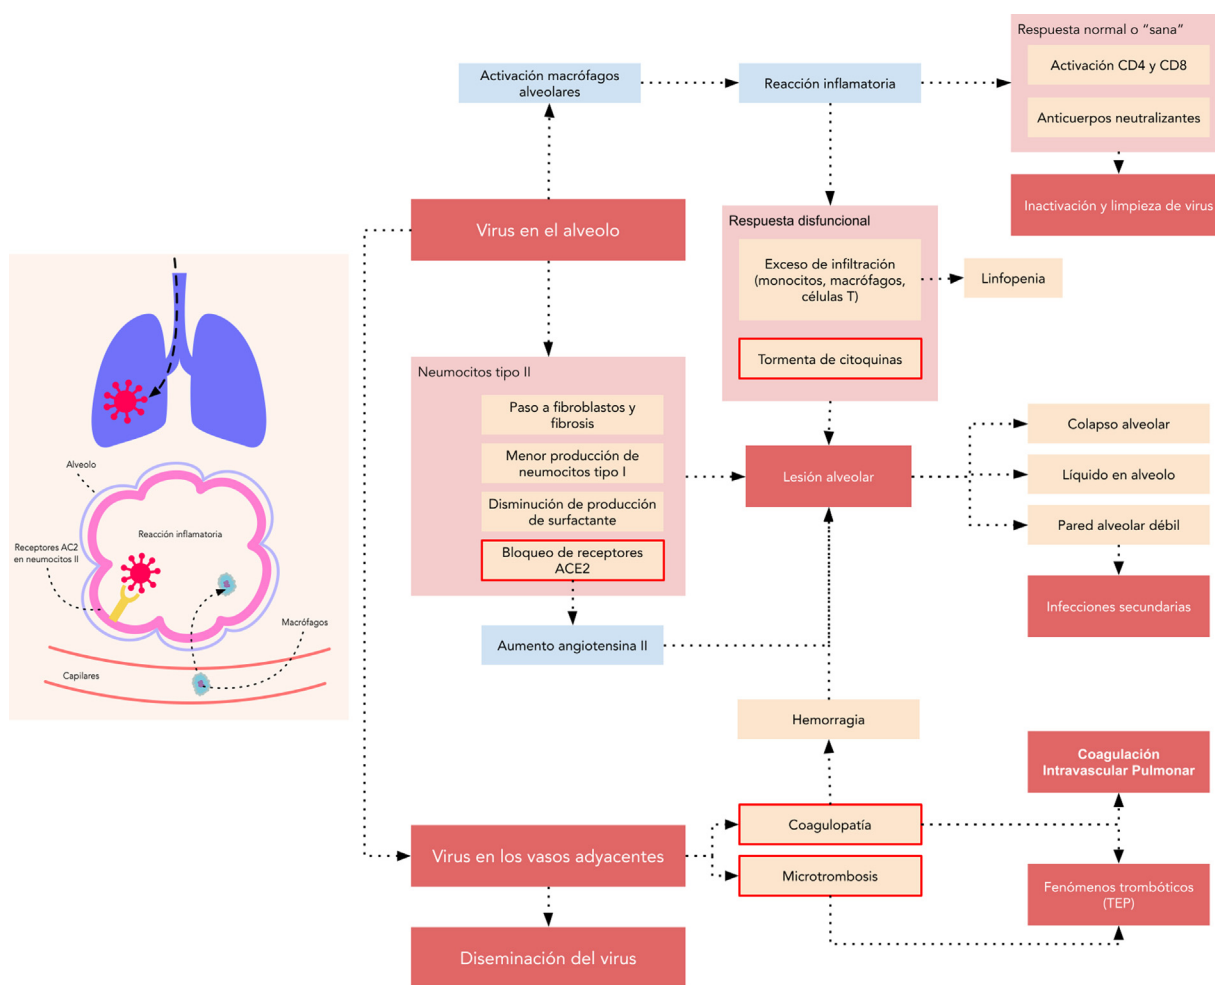 Respuesta normal o “sana”
Activación CD4 y CD8
Anticuerpos neutralizantes
Activación macrófagos
alveolares
Reacción inflamatoria
Inactivación y limpieza de virus
Virus en el alveolo
Respuesta disfuncional
Exceso de infiltración
(monocitos, macrófagos,
células T)
Linfopenia
Tormenta de citoquinas
Neumocitos tipo II
Paso a fibroblastos y
fibrosis
Menor producción de
neumocitos tipo I
Disminución de producción
de surfactante
Bloqueo de receptores
ACE2
Lesión alveolar
Colapso alveolar
Líquido en alveolo
Pared alveolar débil
Infecciones secundarias
Aumento angiotensina II
Alveolo
Reacción inflamatoria
Receptores AC2
en neumocitos II
Macrófagos
Capilares
Hemorragia
Coagulación
Intravascular Pulmonar
Coagulopatía
Virus en los vasos adyacentes
Microtrombosis
Fenómenos trombóticos
(TEP)
Diseminación del virus